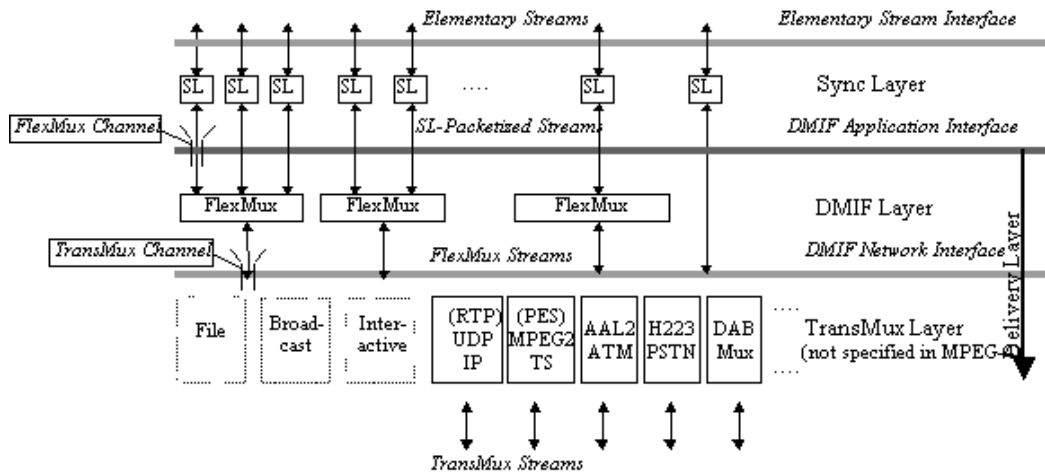 Elementary Streams
Elementary Stream Interface
SL
SL
SL
SL
SL
....
SL
SL
Sync Layer
FlexMux Channel
SL-Packetized Streams
DMIF Application Interface
FlexMux
FlexMux
FlexMux
DMIF Layer
TransMux Channel
FlexMux Streams
DMIF Network Interface
Delivery Layer
File
Broad-
cast
Inter-
active
(RTP)
UDP
IP
(PES)
MPEG2
TS
AAL2
ATM
H223
PSTN
DAB
Mux
....
TransMux Layer
(not specified in MPEG-4)
TransMux Streams